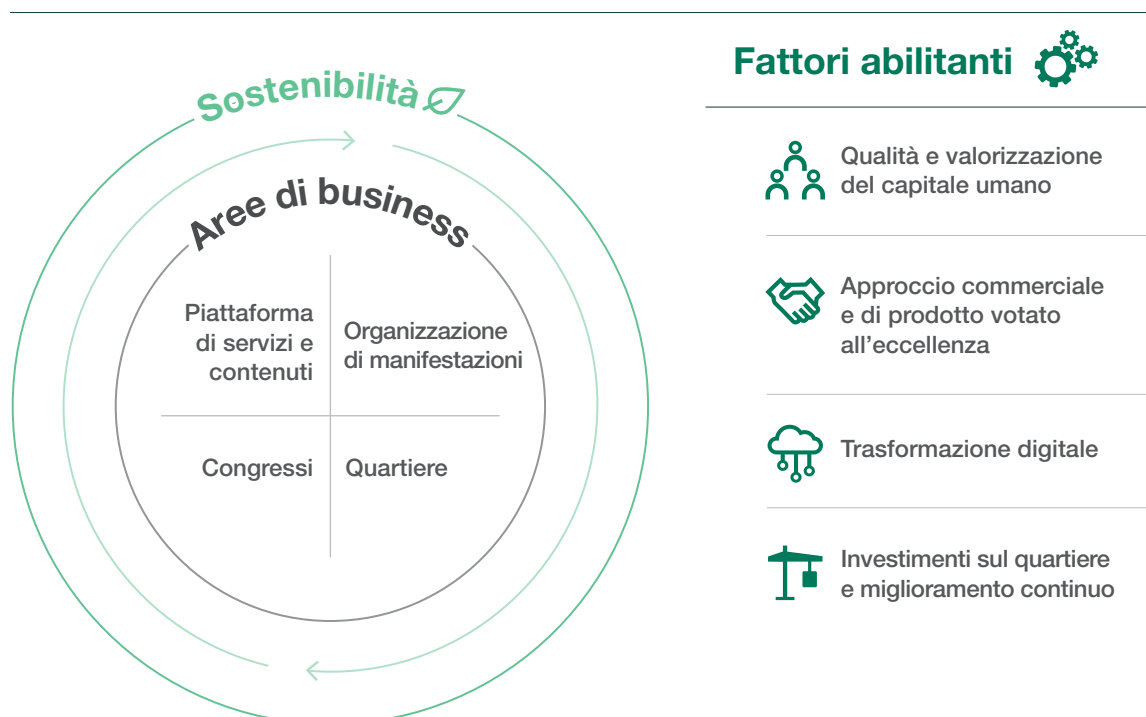 Sostenibilità
Aree di business
Piattaforma
di servizi e
contenuti
Organizzazione
di manifestazioni
Congressi
Quartiere
Fattori abilitanti
Qualità e valorizzazione
del capitale umano
Approccio commerciale
e di prodotto votato
all’eccellenza
Trasformazione digitale
Investimenti sul quartiere
e miglioramento continuo